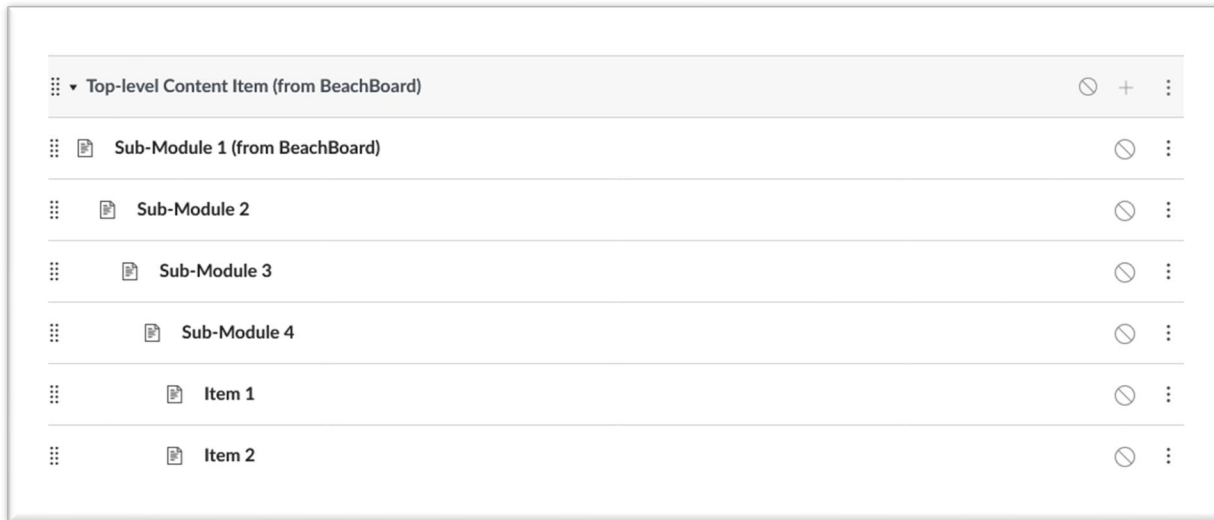 Top-level Content Item (from BeachBoard)
Sub-Module 1 (from BeachBoard)
Sub-Module 2
Sub-Module 3
Sub-Module 4
Item 1
Item 2